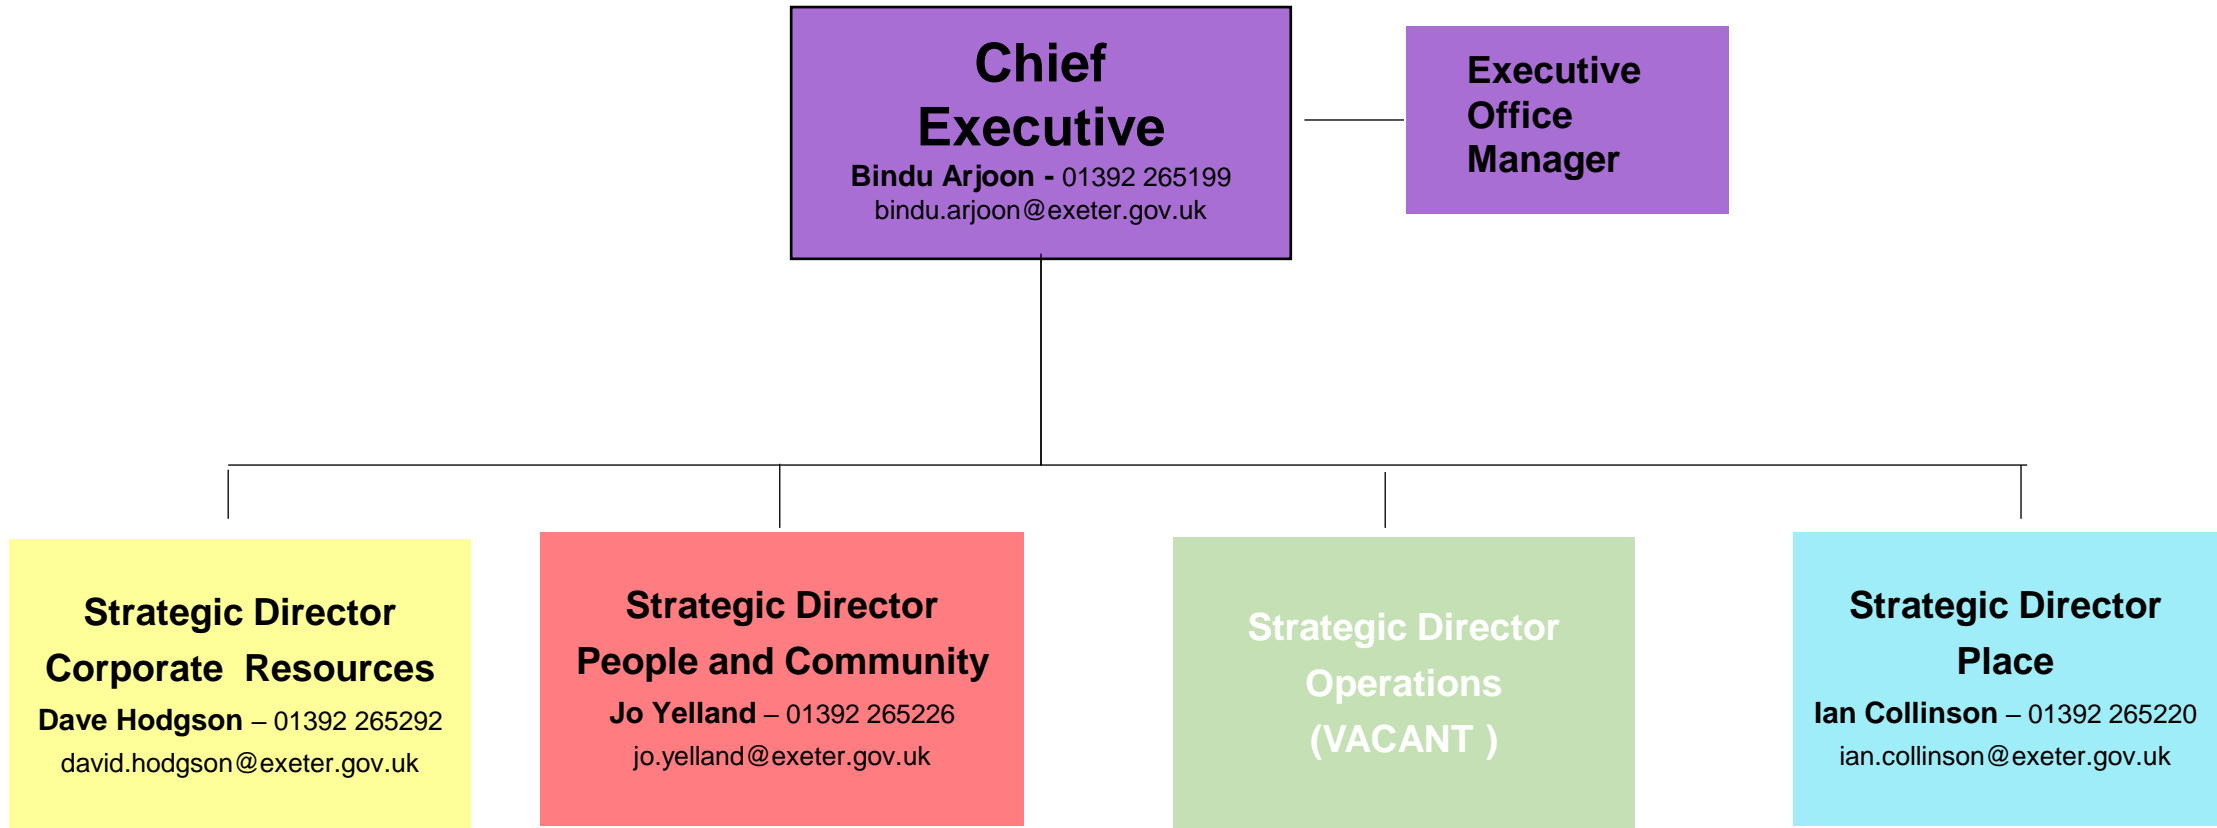 Chief
Executive
Bindu Arjoon - 01392 265199
bindu.arjoon@exeter.gov.uk
Executive
Office
Manager
Strategic Director
Corporate  Resources
Dave Hodgson – 01392 265292
david.hodgson@exeter.gov.uk
Strategic Director
People and Community
Jo Yelland – 01392 265226
jo.yelland@exeter.gov.uk
Strategic Director
Operations
(VACANT )
Strategic Director
Place
Ian Collinson – 01392 265220
ian.collinson@exeter.gov.uk